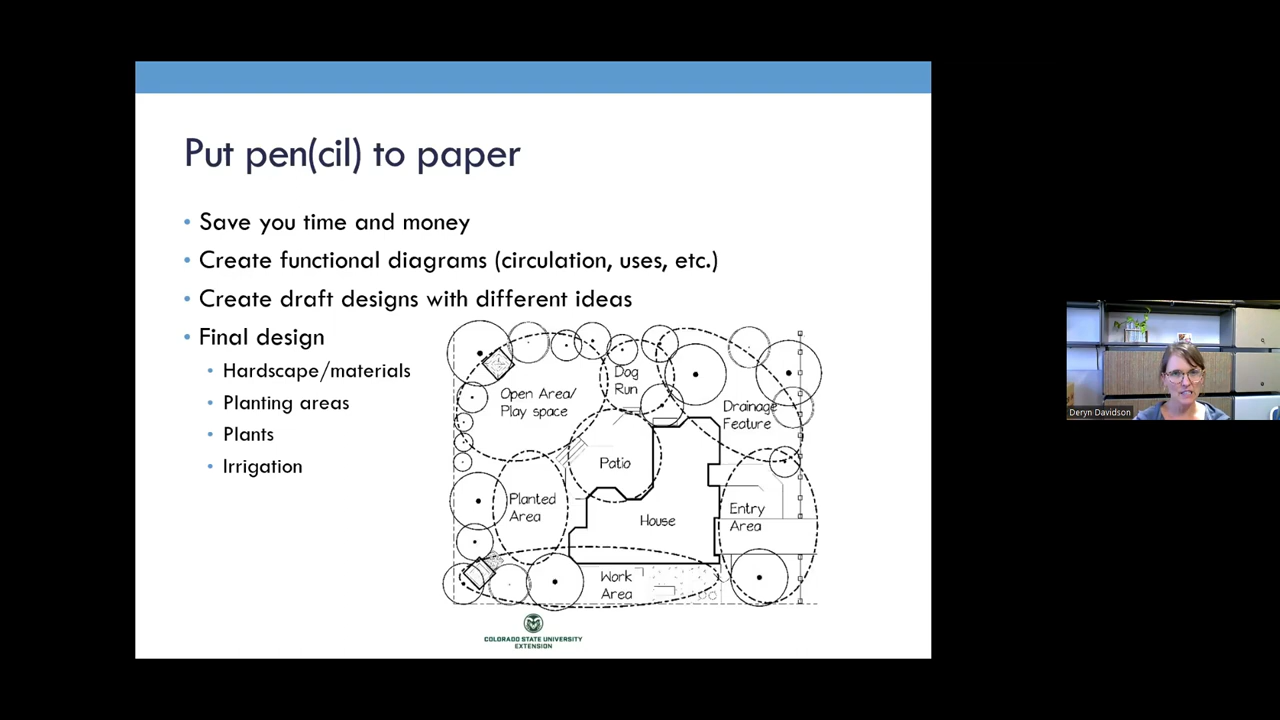 Put pen(cil) to paper
• Save you time and money
• Create functional diagrams (circulation, uses, etc.)
• Create draft designs with different ideas
• Final design
• Hardscape/materials
• Planting areas
• Plants
• Irrigation
Dog
Run
Open Area/
Play space
Drainage
Feature
Patio
Planted
Area
House
Entry
Area
Work
Area
COLORADO STATE UNIVERSITY
EXTENSION
Deryn Davidson